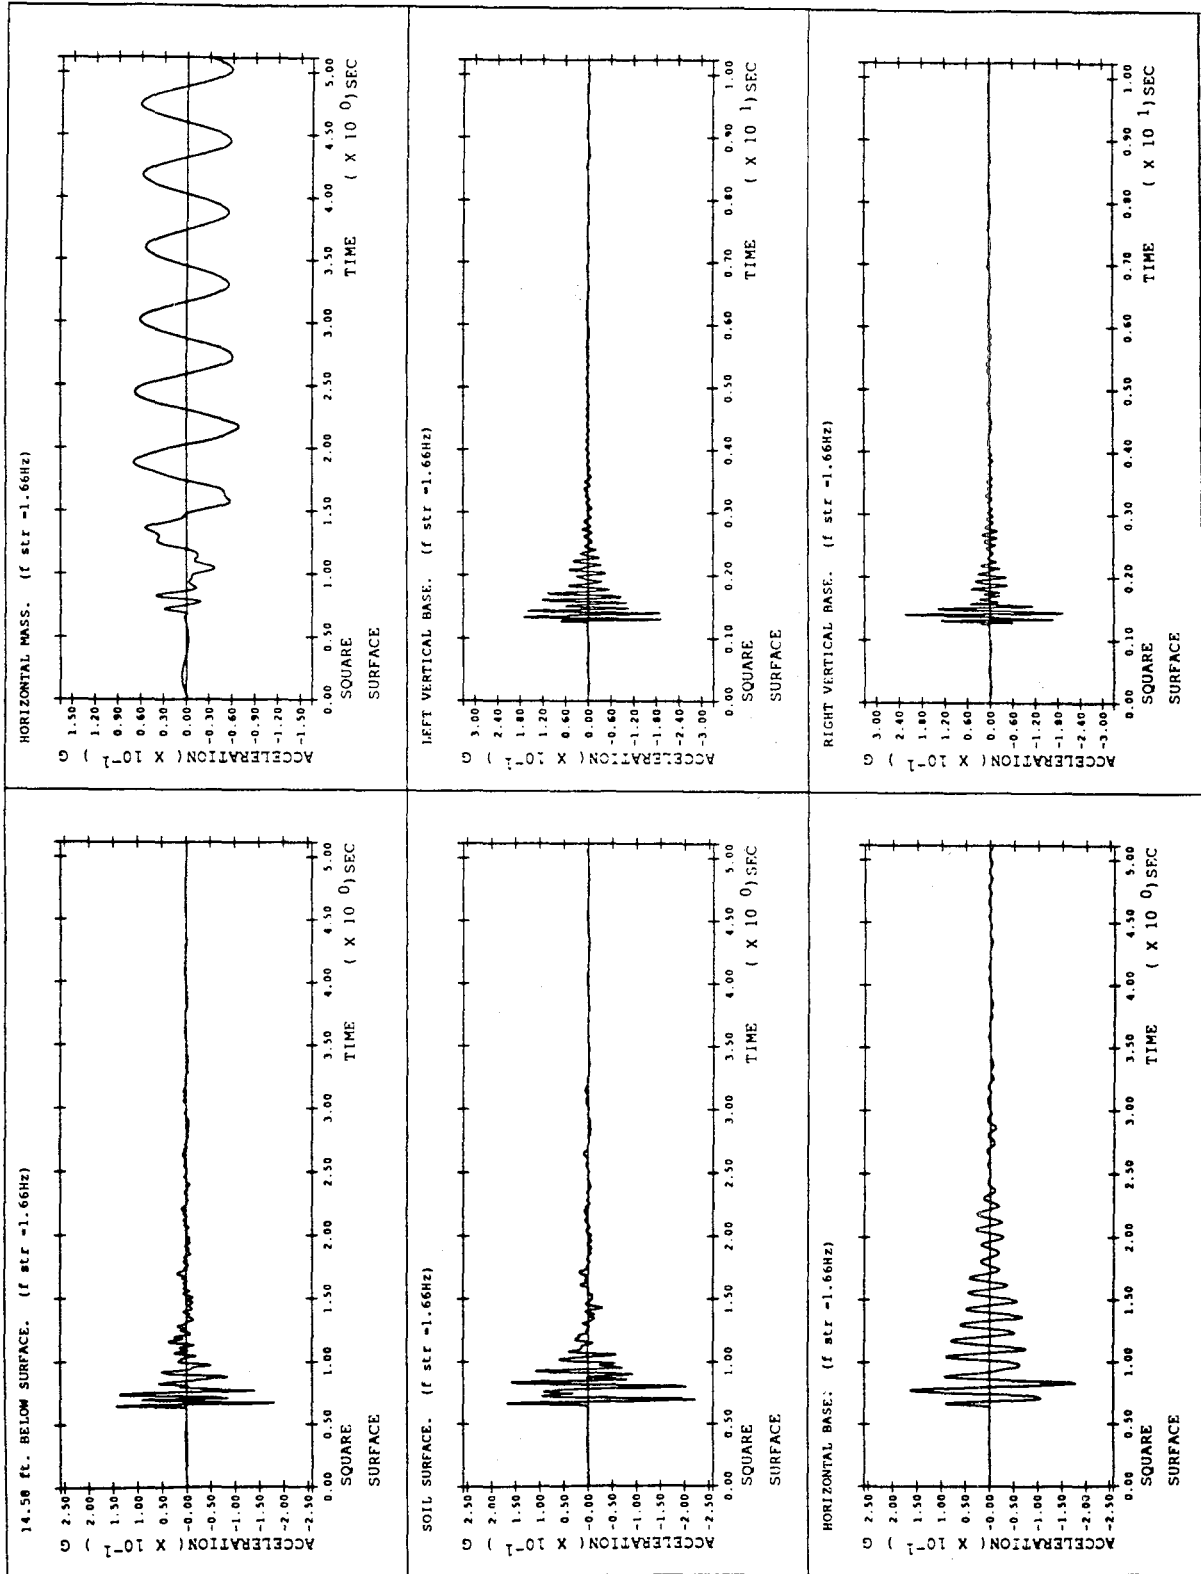 14.58 ft. BELOW SURFACE. (f str =1.66Hz)
2.50 2.00 1.50 1.00 0.50 -0.00 -0.50 -1.00 -1.50 -2.00 -2.50
ACCELERATION( X 10-1 ) G
0.00 0.50 1.00 1.50 2.00 2.50 3.00 3.50 4.00 4.50 5.00
SQUARE TIME ( X 10 0)SEC
SURFACE
HORIZONTAL MASS. (f str =1.66Hz)
1.50 1.20 0.90 0.60 0.30 0.00 -0.30 -0.60 -0.90 -1.20 -1.50
ACCELERATION( X 10-1 ) G
0.00 0.50 1.00 1.50 2.00 2.50 3.00 3.50 4.00 4.50 5.00
SQUARE TIME ( X 10 0)SEC
SURFACE
SOIL SURFACE. (f str =1.66Hz)
2.50 2.00 1.50 1.00 0.50 -0.00 -0.50 -1.00 -1.50 -2.00 -2.50
ACCELERATION( X 10-1 ) G
0.00 0.50 1.00 1.50 2.00 2.50 3.00 3.50 4.00 4.50 5.00
SQUARE TIME ( X 10 0)SEC
SURFACE
LEFT VERTICAL BASE. (f str =1.66Hz)
3.00 2.40 1.80 1.20 0.60 0.00 -0.60 -1.20 -1.80 -2.40 -3.00
ACCELERATION( X 10-1 ) G
0.00 0.10 0.20 0.30 0.40 0.50 0.60 0.70 0.80 0.90 1.00
SQUARE TIME ( X 10 1)SEC
SURFACE
HORIZONTAL BASE: (f str =1.66Hz)
2.50 2.00 1.50 1.00 0.50 -0.00 -0.50 -1.00 -1.50 -2.00 -2.50
ACCELERATION( X 10-1 ) G
0.00 0.50 1.00 1.50 2.00 2.50 3.00 3.50 4.00 4.50 5.00
SQUARE TIME ( X 10 0)SEC
SURFACE
RIGHT VERTICAL BASE. (f str =1.66Hz)
3.00 2.40 1.80 1.20 0.60 0.00 -0.60 -1.20 -1.80 -2.40 -3.00
ACCELERATION( X 10-1 ) G
0.00 0.10 0.20 0.30 0.40 0.50 0.60 0.70 0.80 0.90 1.00
SQUARE TIME ( X 10 1)SEC
SURFACE